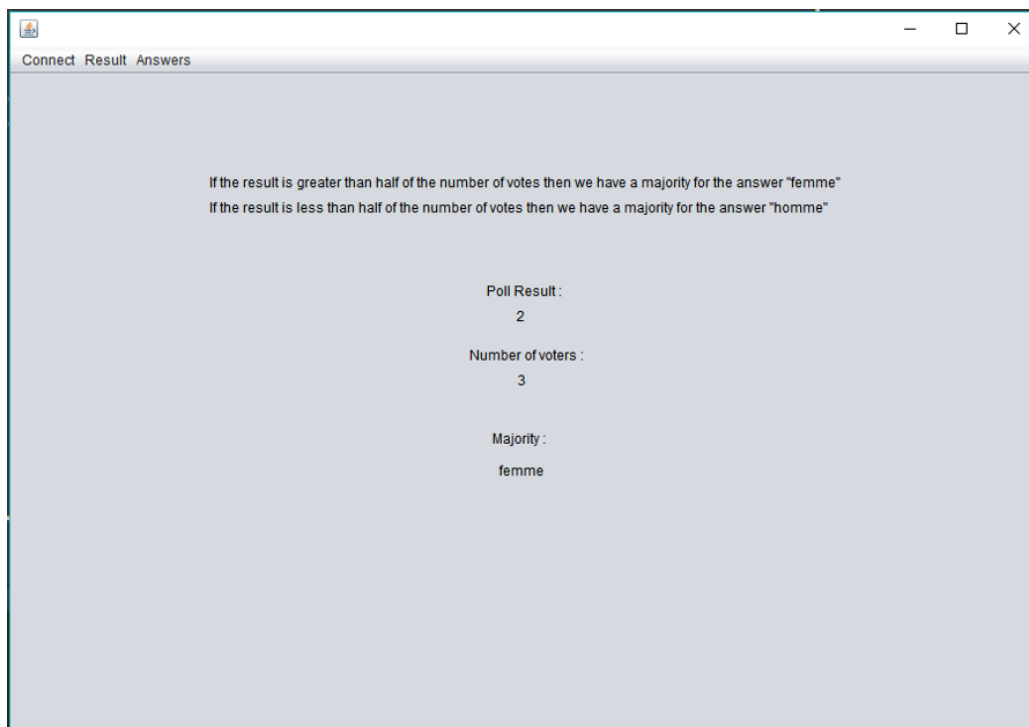 Connect Result Answers
If the result is greater than half of the number of votes then we have a majority for the answer "femme"
If the result is less than half of the number of votes then we have a majority for the answer "homme"
Poll Result :
2
Number of voters :
3
Majority :
femme